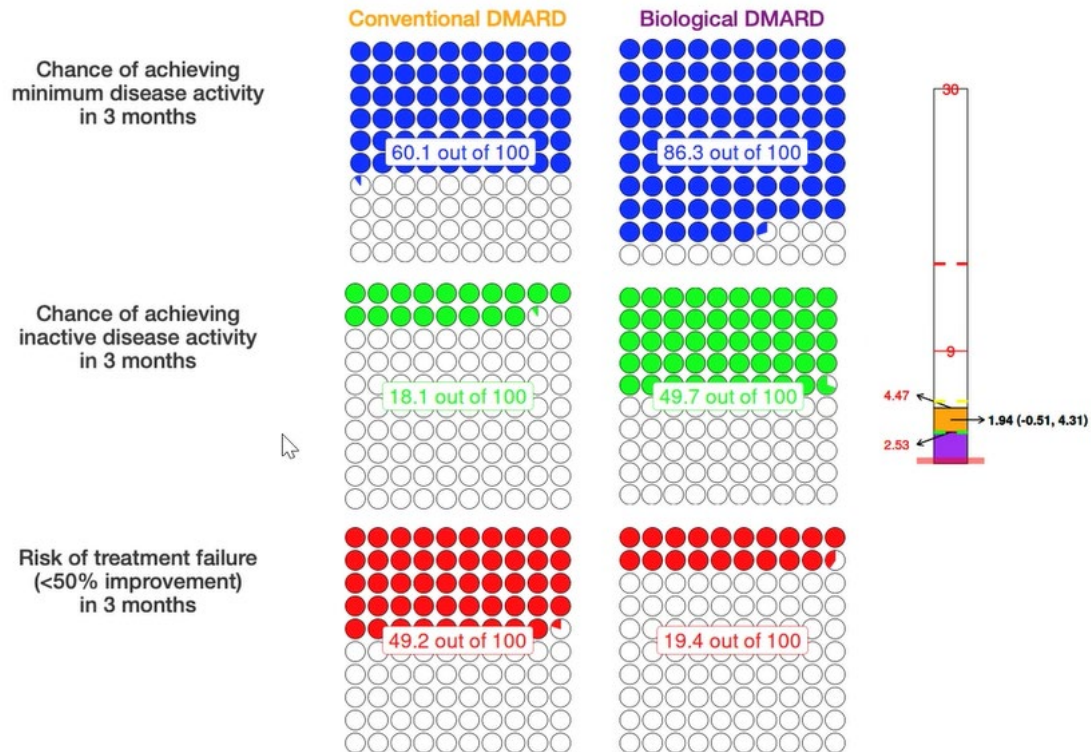 Conventional DMARD
Biological DMARD
Chance of achieving
minimum disease activity
in 3 months
60.1 out of 100
86.3 out of 100
30
Chance of achieving
inactive disease activity
in 3 months
18.1 out of 100
49.7 out of 100
9
4.47
1.94 (-0.51, 4.31)
2.53
Risk of treatment failure
(<50% improvement)
in 3 months
49.2 out of 100
19.4 out of 100